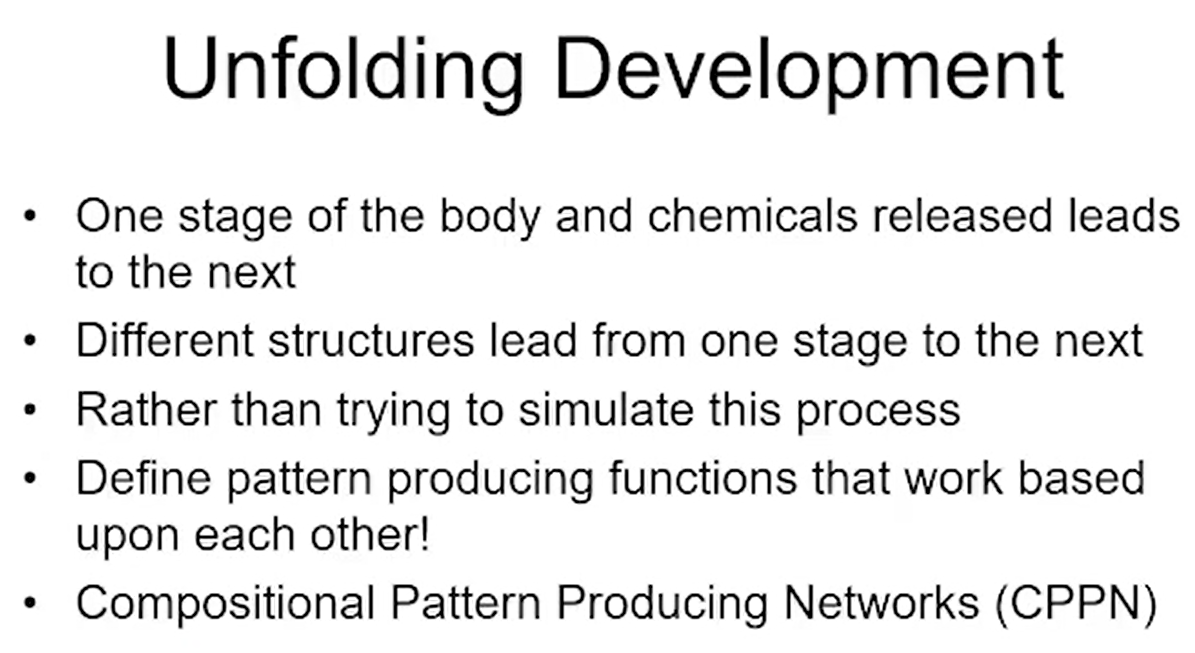 Unfolding Development
• One stage of the body and chemicals released leads
to the next
• Different structures lead from one stage to the next
• Rather than trying to simulate this process
• Define pattern producing functions that work based
upon each other!
• Compositional Pattern Producing Networks (CPPN)